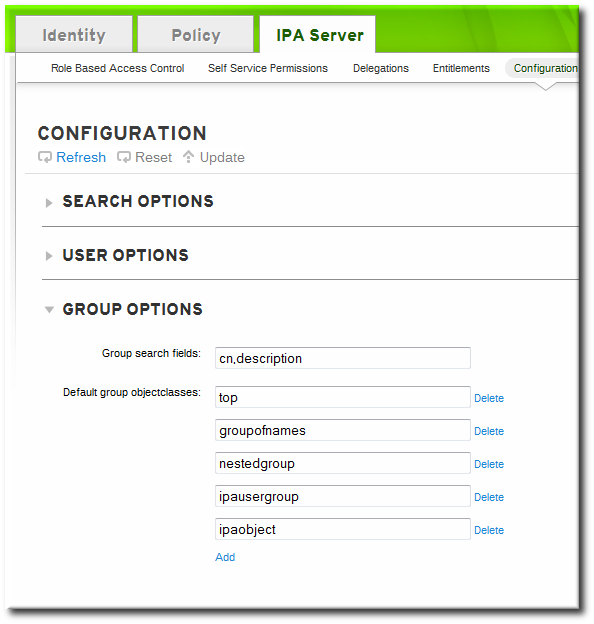 Identity Policy IPA Server
Role Based Access Control Self Service Permissions Delegations Entitlements Configuration
CONFIGURATION
Refresh Reset Update
SEARCH OPTIONS
USER OPTIONS
GROUP OPTIONS
Group search fields: cn,description
Default group objectclasses: top Delete
groupofnames Delete
nestedgroup Delete
ipausergroup Delete
ipaobject Delete
Add